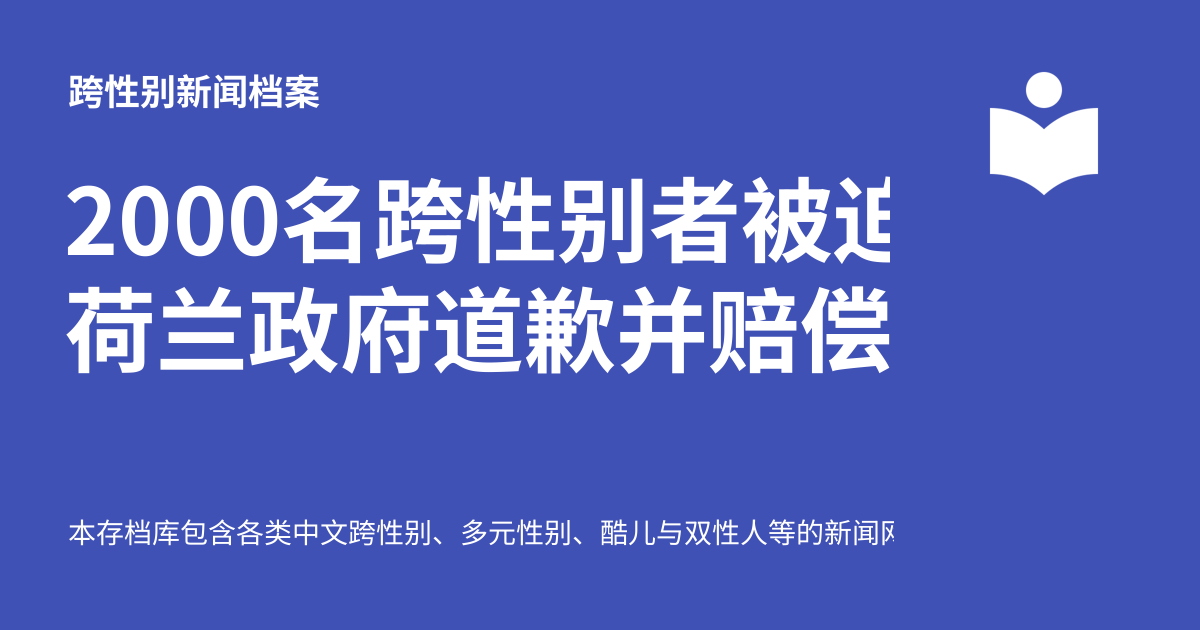 跨性别新闻档案
2000名跨性别者被迫
荷兰政府道歉并赔偿
本存档库包含各类中文跨性别、多元性别、酷儿与双性人等的新闻网